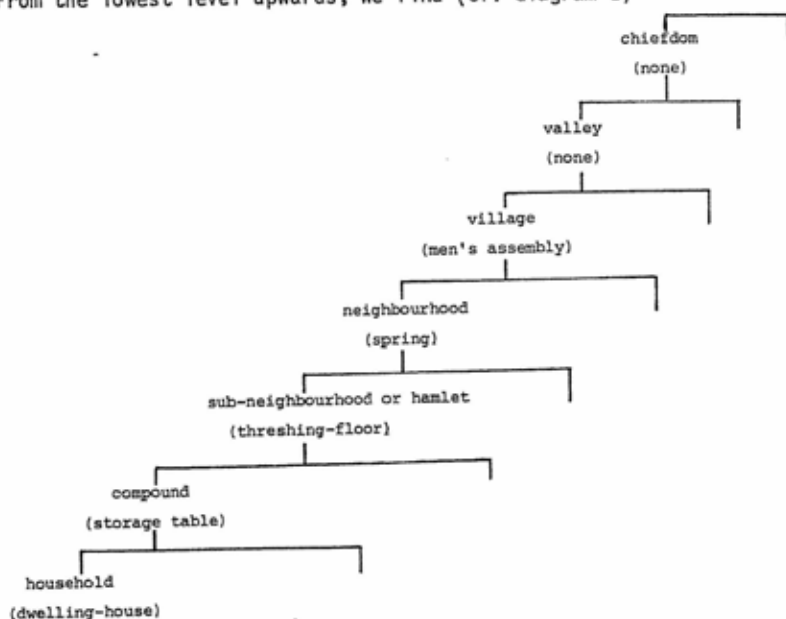 from the lowest level upwards, we find (cf. diagram
chiefdom
(none)
valley
(none)
village
(men's assembly)
neighbourhood
(spring)
sub-neighbourhood or hamlet
(threshing-floor)
compound
(storage table)
household
(dwelling-house)